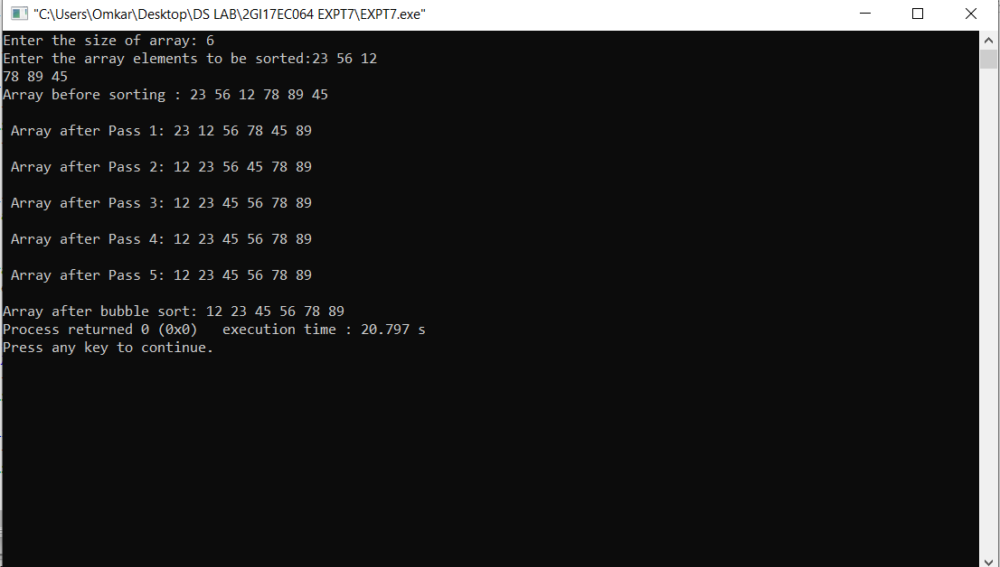 "C:\Users\Omkar\Desktop\DS LAB\2GI17EC064 EXPT7\EXPT7.exe"
Enter the size of array: 6
Enter the array elements to be sorted:23 56 12
78 89 45
Array before sorting : 23 56 12 78 89 45
Array after Pass 1: 23 12 56 78 45 89
Array after Pass 2: 12 23 56 45 78 89
Array after Pass 3: 12 23 45 56 78 89
Array after Pass 4: 12 23 45 56 78 89
Array after Pass 5: 12 23 45 56 78 89
Array after bubble sort: 12 23 45 56 78 89
Process returned 0 (0x0)   execution time : 20.797 s
Press any key to continue.